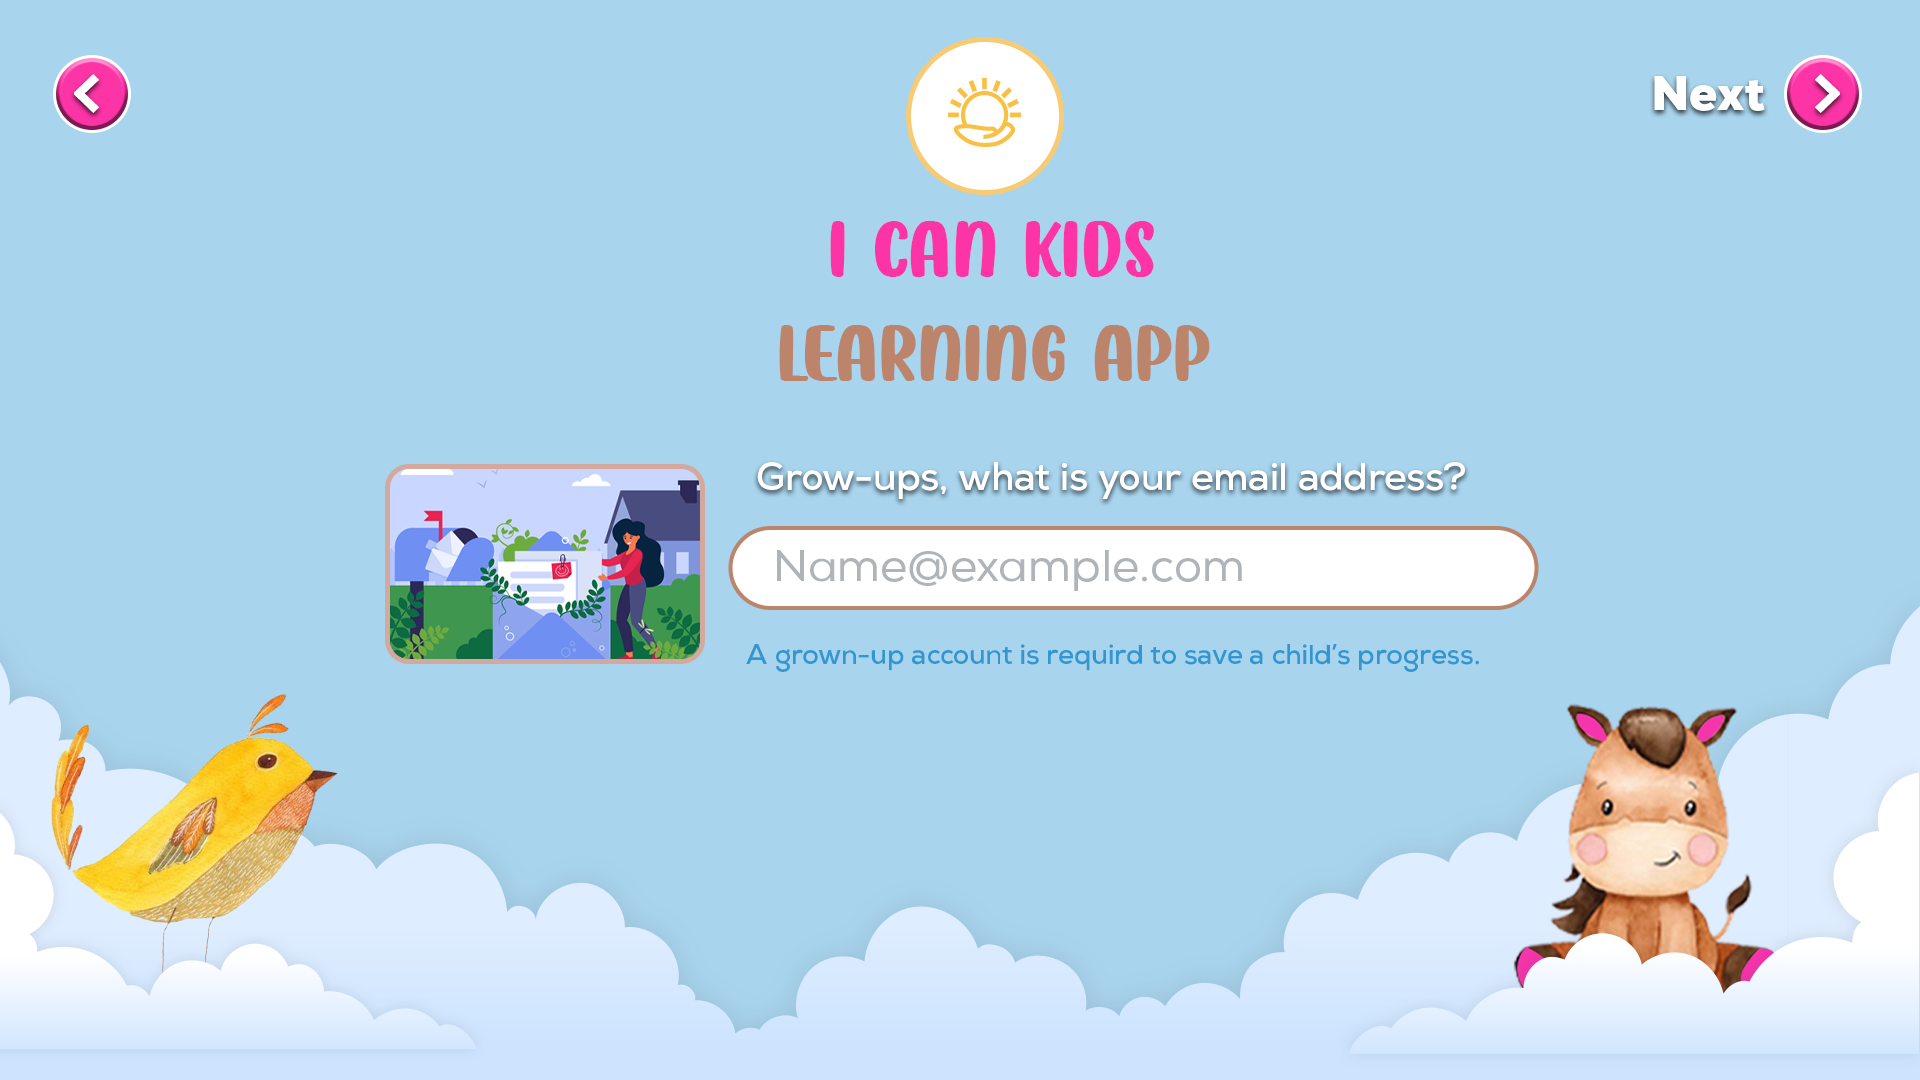 Next
I CAN KIDS
LEARNING APP
Grow-ups, what is your email address?
Name@example.com
A grown-up account is requird to save a child's progress.